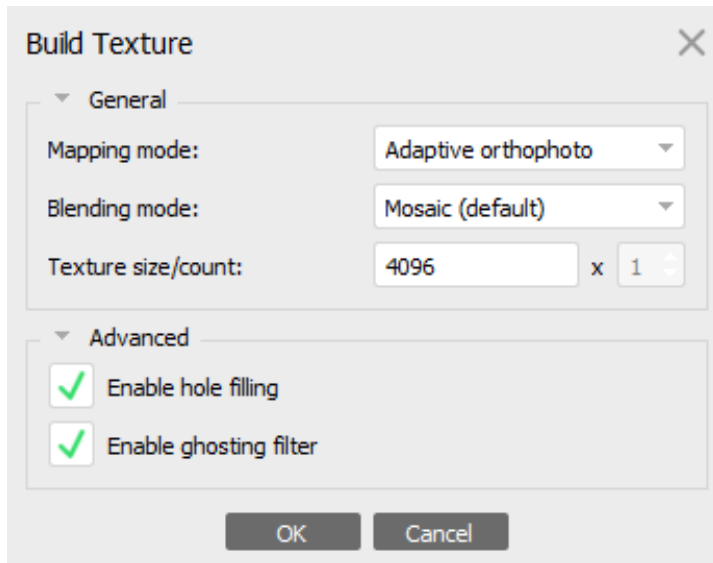 Build Texture
General
Mapping mode: Adaptive orthophoto
Blending mode: Mosaic (default)
Texture size/count: 4096 x 1
Advanced
Enable hole filling
Enable ghosting filter
OK Cancel